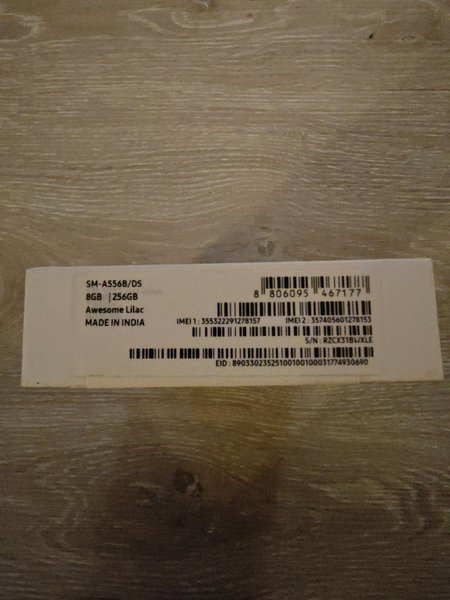 SM-A556B/DS
8GB | 256GB
Awesome Lilac
MADE IN INDIA
8 806095 467177
IMEI 1 : 355322291278157
IMEI 2 : 357405601278153
S/N : RZCX31BWXLE
EID : 89033023525100100100031774930690